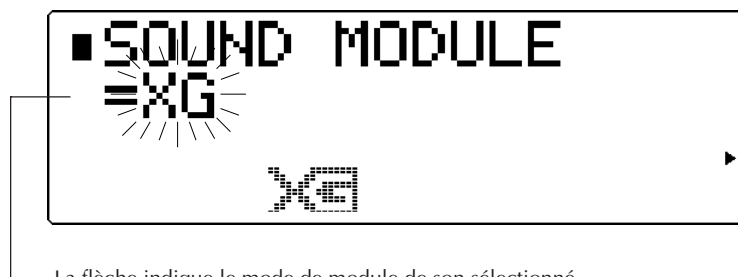 ■SOUND MODULE
=XG
XG
La flèche indique le mode de module de son sélectionné